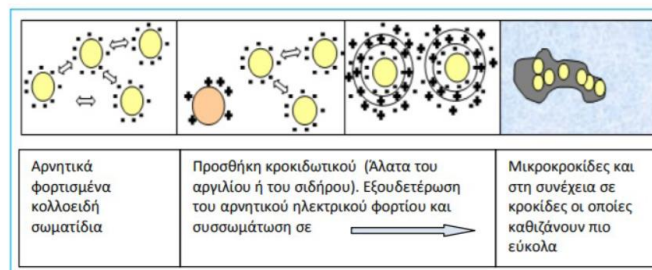 Αρνητικά
φορτισμένα
κολλοειδή
σωματίδια
Προσθήκη κροκιδωτικού (Άλατα του
αργιλίου ή του σιδήρου). Εξουδετέρωση
του αρνητικού ηλεκτρικού φορτίου και
συσσωμάτωση σε
Μικροκροκίδες και
στη συνέχεια σε
κροκίδες οι οποίες
καθιζάνουν πιο
εύκολα